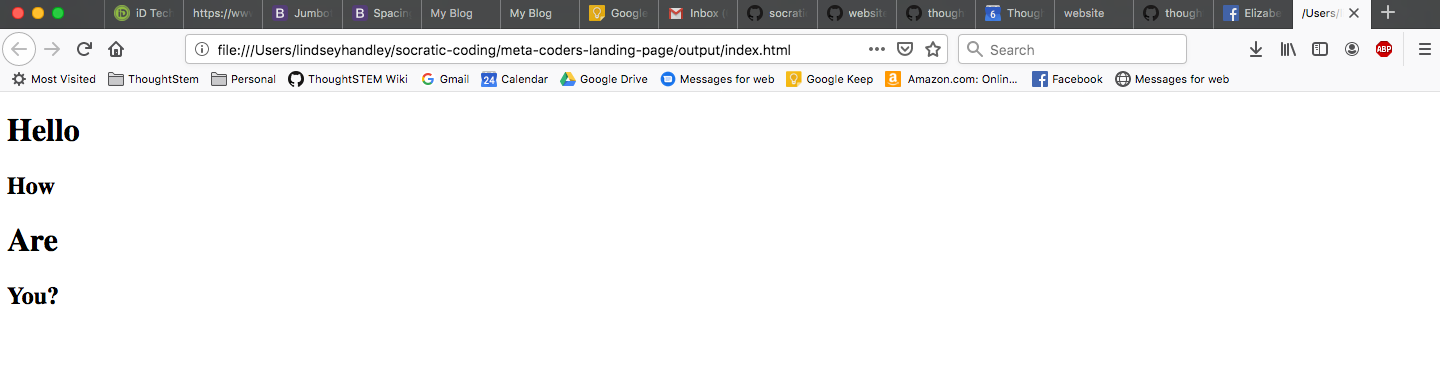 iD Tech
https://ww
Jumbo
Spacing
My Blog
My Blog
Google
Inbox (
socrati
website
though
6 Though
website
though
Elizabe
/Users/
file:///Users/lindseyhandley/socratic-coding/meta-coders-landing-page/output/index.html
Search
ABP
Most Visited ThoughtStem Personal ThoughtSTEM Wiki Gmail 24 Calendar Google Drive Messages for web Google Keep Amazon.com: Onlin... Facebook Messages for web
Hello
How
Are
You?